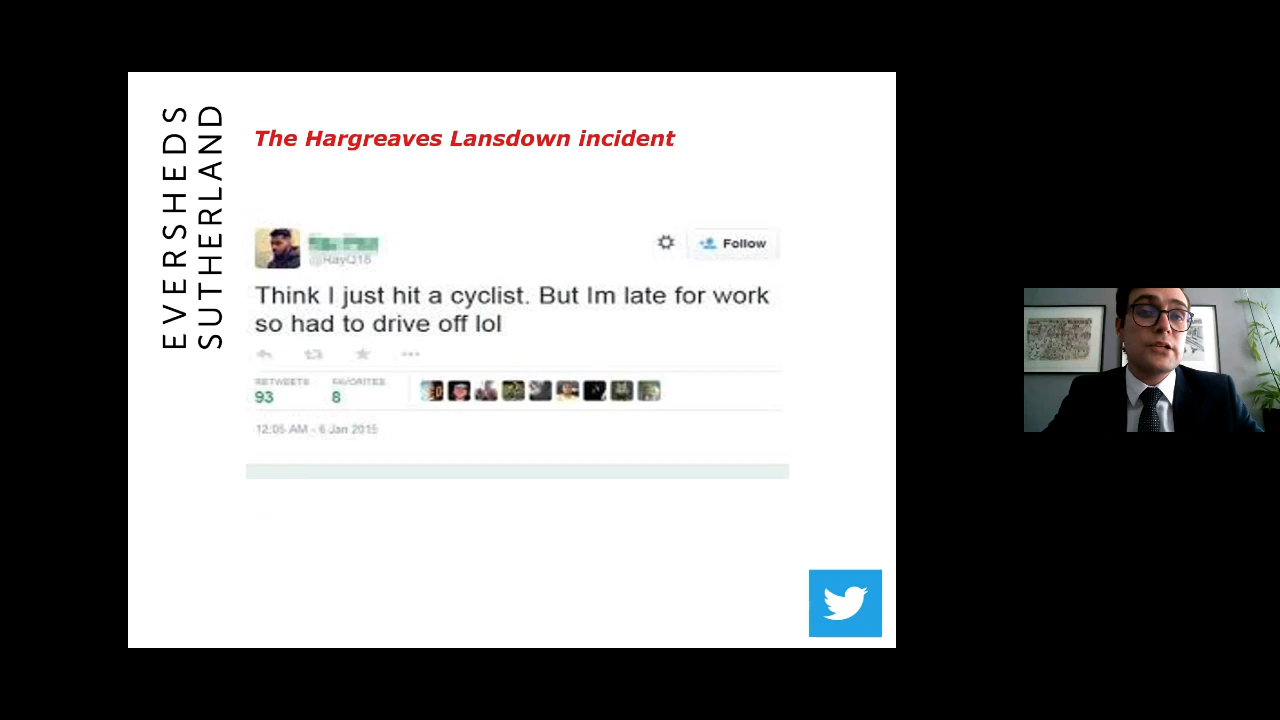 EVERSHEDS
SUTHERLAND
The Hargreaves Lansdown incident
@RayQ18
Follow
Think I just hit a cyclist. But Im late for work
so had to drive off lol
RETWEETS FAVORITES
93 8
12:05 AM - 6 Jan 2015